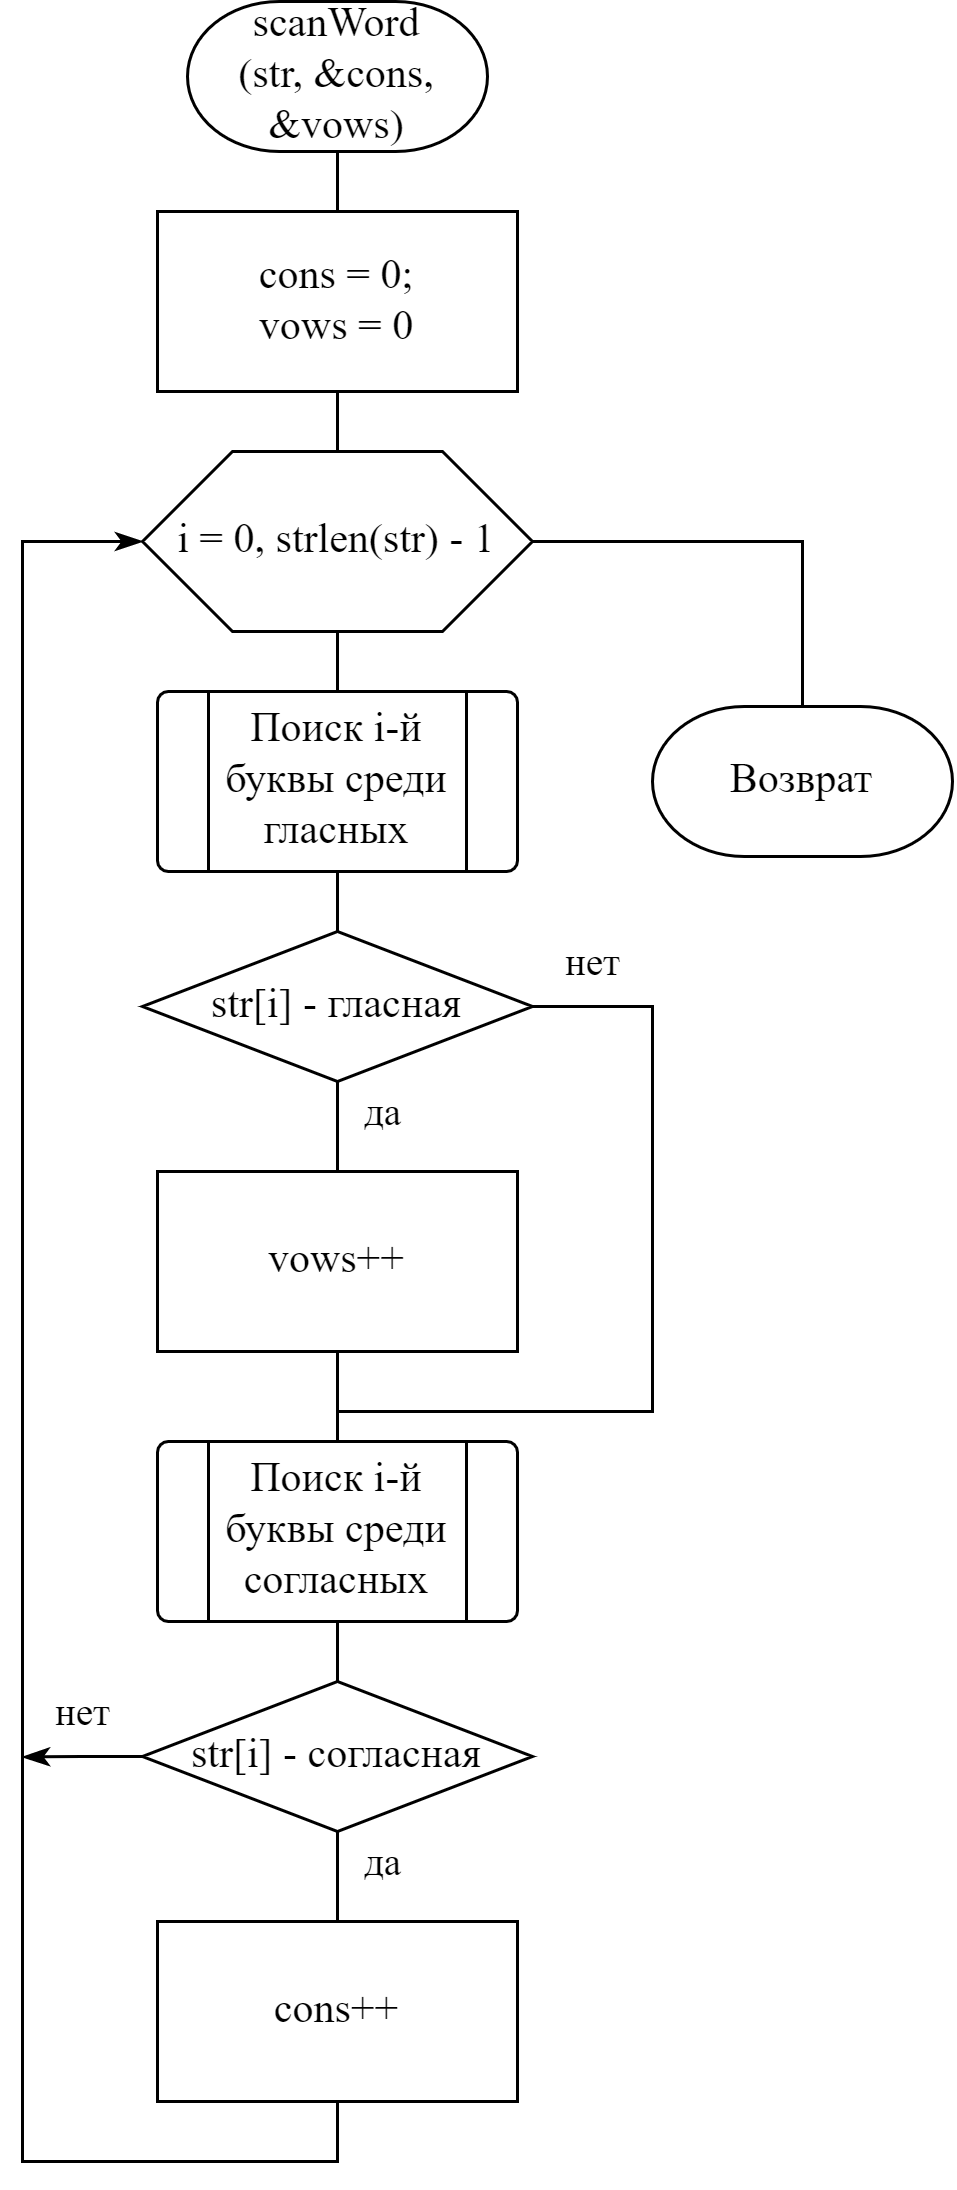 scanWord
(str, &cons,
&vows)
cons = 0;
vows = 0
i = 0, strlen(str) - 1
Поиск i-й
буквы среди
гласных
Возврат
str[i] - гласная
нет
да
vows++
Поиск i-й
буквы среди
согласных
нет
str[i] - согласная
да
cons++